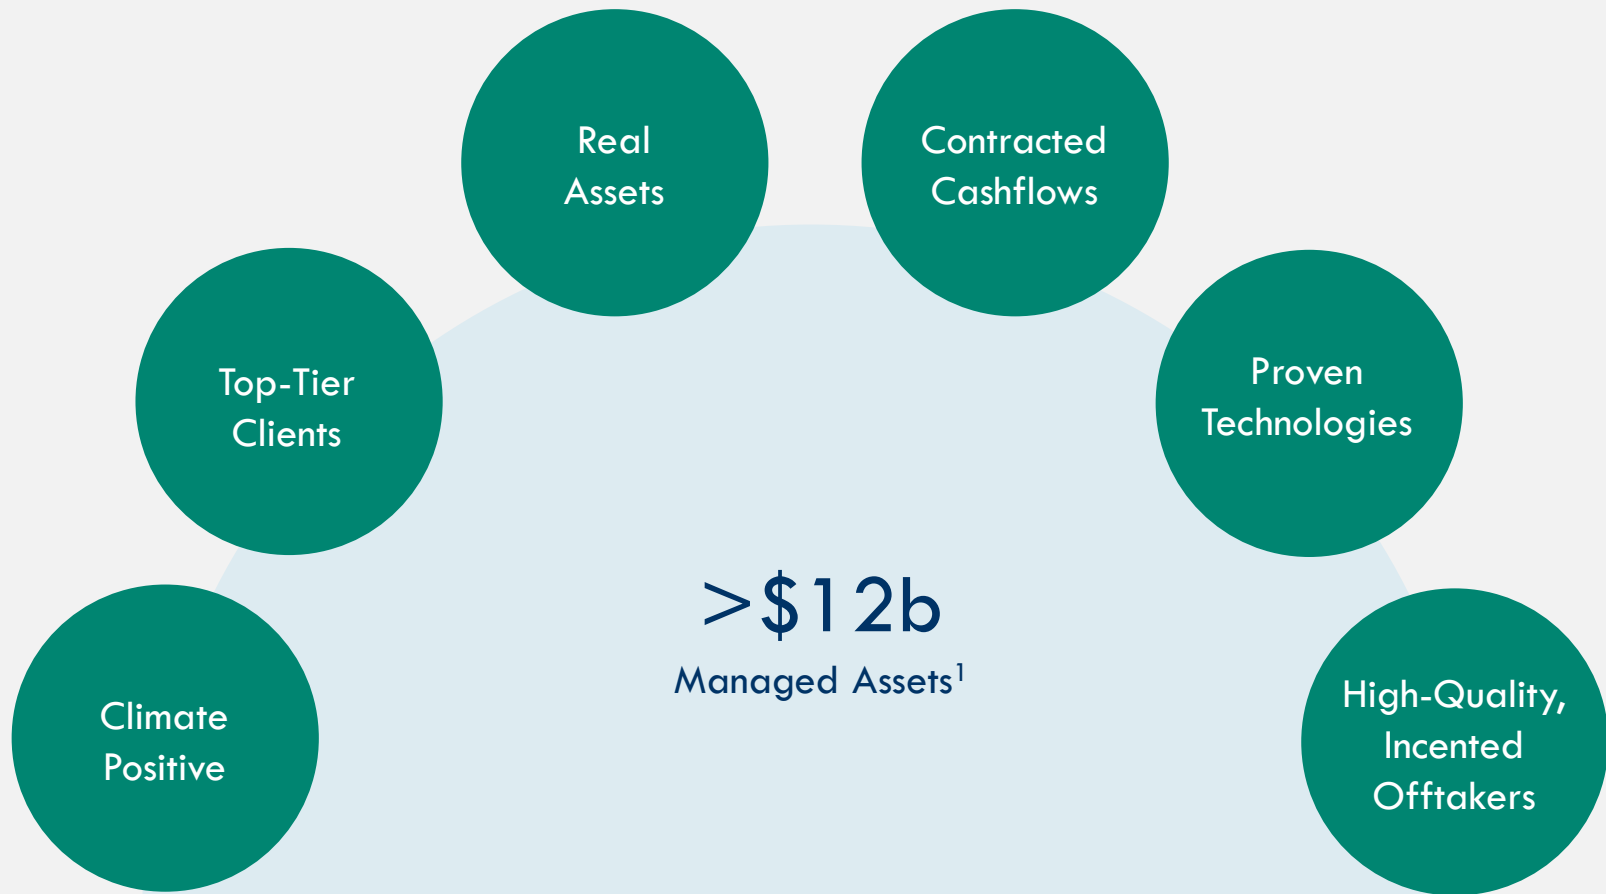 Real
Assets
Contracted
Cashflows
Top-Tier
Clients
Proven
Technologies
>$12b
Managed Assets¹
Climate
Positive
High-Quality,
Incented
Offtakers